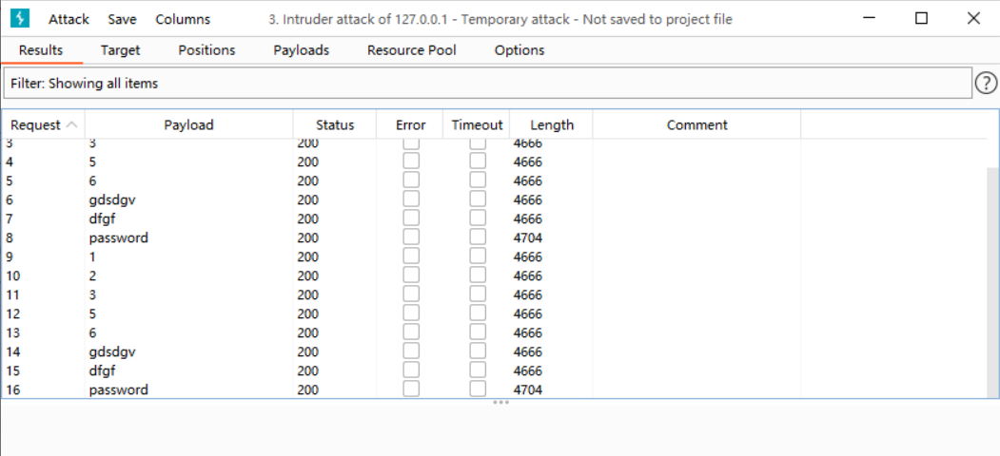 Attack Save Columns 3. Intruder attack of 127.0.0.1 - Temporary attack - Not saved to project file
Results Target Positions Payloads Resource Pool Options
Filter: Showing all items ?
Request Payload Status Error Timeout Length Comment
3 3 200 4666
4 5 200 4666
5 6 200 4666
6 gdsdgv 200 4666
7 dfgf 200 4666
8 password 200 4704
9 1 200 4666
10 2 200 4666
11 3 200 4666
12 5 200 4666
13 6 200 4666
14 gdsdgv 200 4666
15 dfgf 200 4666
16 password 200 4704